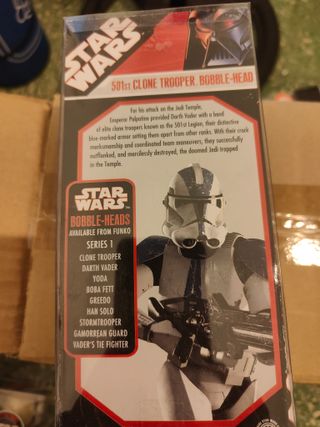 STAR
WARS
501ST CLONE TROOPER BOBBLE-HEAD
For his attack on the Jedi Temple,
Emperor Palpatine provided Darth Vader with a band
of elite clone troopers known as the 501st Legion, their distinctive
blue-marked armor setting them apart from other ranks. With their crack
marksmanship and coordinated team maneuvers, they successfully
outflanked, and mercilessly destroyed, the doomed Jedi trapped
in the Temple.
STAR
WARS
BOBBLE-HEADS
AVAILABLE FROM FUNKO
SERIES 1
CLONE TROOPER
DARTH VADER
YODA
BOBA FETT
GREEDO
HAN SOLO
STORMTROOPER
GAMORREAN GUARD
VADER'S TIE FIGHTER